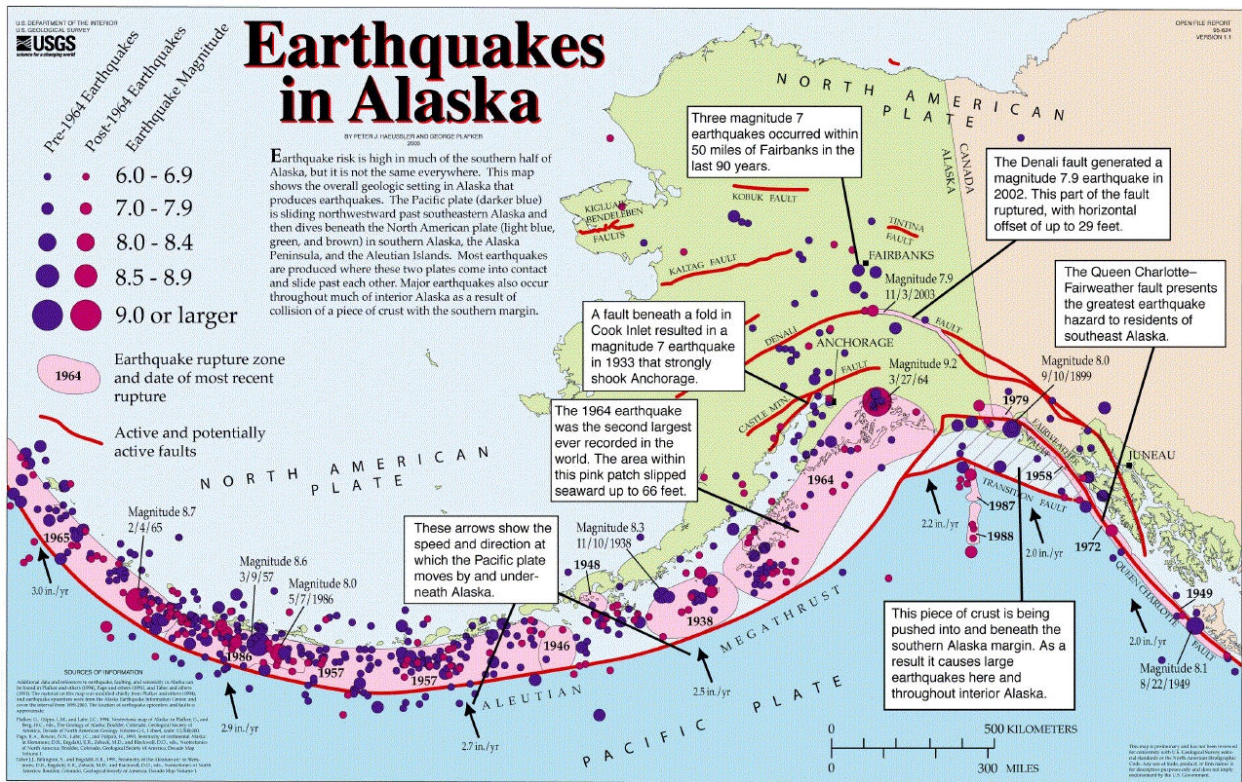 U.S. DEPARTMENT OF THE INTERIOR
U.S. GEOLOGICAL SURVEY
USGS
science for a changing world
OPEN FILE REPORT
95-624
VERSION 1.1
Earthquakes
in Alaska
BY PETER J. HAEUSSLER AND GEORGE PLAFKER
Earthquake risk is high in much of the southern half of
Alaska, but it is not the same everywhere. This map
shows the overall geologic setting in Alaska that
produces earthquakes. The Pacific plate (darker blue)
is sliding northwestward past southeastern Alaska and
then dives beneath the North American plate (light blue,
green, and brown) in southern Alaska, the Alaska
Peninsula, and the Aleutian Islands. Most earthquakes
are produced where these two plates come into contact
and slide past each other. Major earthquakes also occur
throughout much of interior Alaska as a result of
collision of a piece of crust with the southern margin.
Pre-1964 Earthquakes
Post-1964 Earthquakes
Earthquake Magnitude
6.0 - 6.9
7.0 - 7.9
8.0 - 8.4
8.5 - 8.9
9.0 or larger
1964
Earthquake rupture zone
and date of most recent
rupture
Active and potentially
active faults
NORTH AMERICAN
PLATE
ALASKA
CANADA
Three magnitude 7
earthquakes occurred within
50 miles of Fairbanks in the
last 90 years.
The Denali fault generated a
magnitude 7.9 earthquake in
2002. This part of the fault
ruptured, with horizontal
offset of up to 29 feet.
The Queen Charlotte–
Fairweather fault presents
the greatest earthquake
hazard to residents of
southeast Alaska.
KOBUK FAULT
KIGLUAIK
BENDELEBEN
FAULTS
TINTINA
FAULT
KALTAG FAULT
FAIRBANKS
Magnitude 7.9
11/3/2003
A fault beneath a fold in
Cook Inlet resulted in a
magnitude 7 earthquake
in 1933 that strongly
shook Anchorage.
DENALI
FAULT
ANCHORAGE
Magnitude 9.2
3/27/64
CASTLE MTN.
FAULT
Magnitude 8.0
9/10/1899
The 1964 earthquake
was the second largest
ever recorded in the
world. The area within
this pink patch slipped
seaward up to 66 feet.
1979
FAIRWEATHER
FAULT
1958
JUNEAU
1964
TRANSITION FAULT
1987
1988
2.2 in./yr
2.0 in./yr
1972
NORTH AMERICAN
PLATE
Magnitude 8.7
2/4/65
1965
3.0 in./yr
Magnitude 8.6
3/9/57
Magnitude 8.0
5/7/1986
These arrows show the
speed and direction at
which the Pacific plate
moves by and under-
neath Alaska.
Magnitude 8.3
11/10/1938
1948
1938
1946
1986
1957
1957
2.9 in./yr
2.7 in./yr
2.5 in./yr
ALEUTIAN
MEGATHRUST
PACIFIC PLATE
This piece of crust is being
pushed into and beneath the
southern Alaska margin. As a
result it causes large
earthquakes here and
throughout interior Alaska.
QUEEN CHARLOTTE
FAULT
1949
2.0 in./yr
Magnitude 8.1
8/22/1949
0 500 KILOMETERS
0 300
MILES
SOURCES OF INFORMATION